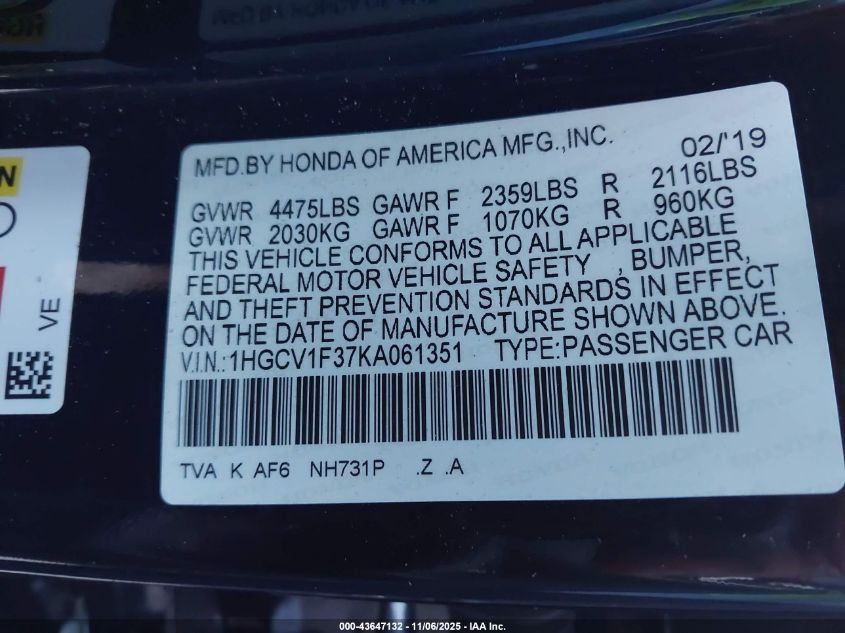 MFD.BY HONDA OF AMERICA MFG.,INC. 02/'19
GVWR 4475LBS GAWR F 2359LBS R 2116LBS
GVWR 2030KG GAWR F 1070KG R 960KG
THIS VEHICLE CONFORMS TO ALL APPLICABLE
FEDERAL MOTOR VEHICLE SAFETY , BUMPER,
AND THEFT PREVENTION STANDARDS IN EFFECT
ON THE DATE OF MANUFACTURE SHOWN ABOVE.
V.I.N.:1HGCV1F37KA061351 TYPE:PASSENGER CAR
TVA K AF6 NH731P .Z .A
VE
000-43647132 - 11/06/2025 - IAA Inc.